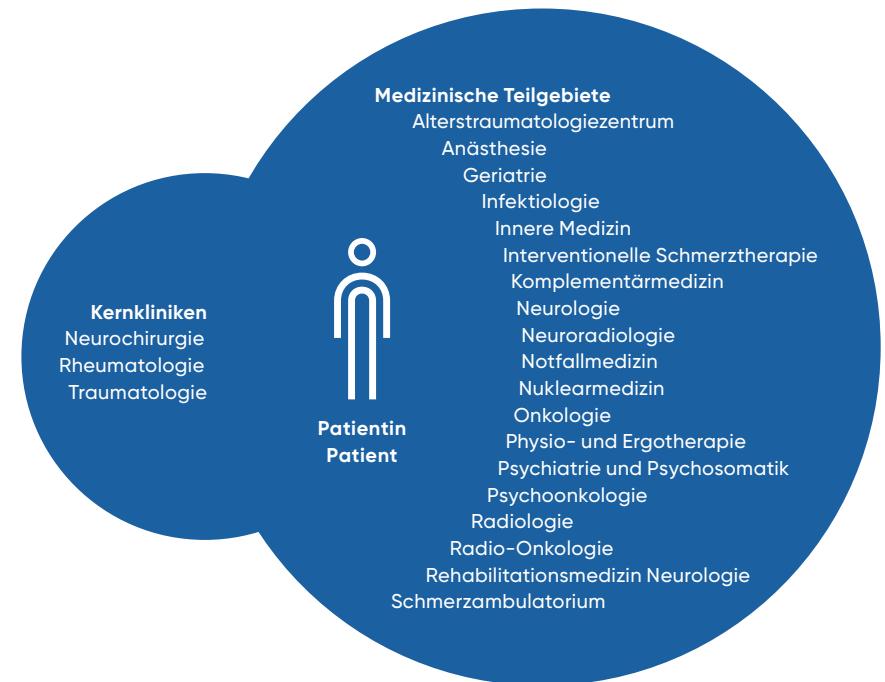 Kernkliniken
Neurochirurgie
Rheumatologie
Traumatologie
Patientin
Patient
Medizinische Teilgebiete
Alterstraumatologiezentrum
Anästhesie
Geriatrie
Infektiologie
Innere Medizin
Interventionelle Schmerztherapie
Komplementärmedizin
Neurologie
Neuroradiologie
Notfallmedizin
Nuklearmedizin
Onkologie
Physio- und Ergotherapie
Psychiatrie und Psychosomatik
Psychoonkologie
Radiologie
Radio-Onkologie
Rehabilitationsmedizin Neurologie
Schmerzambulatorium